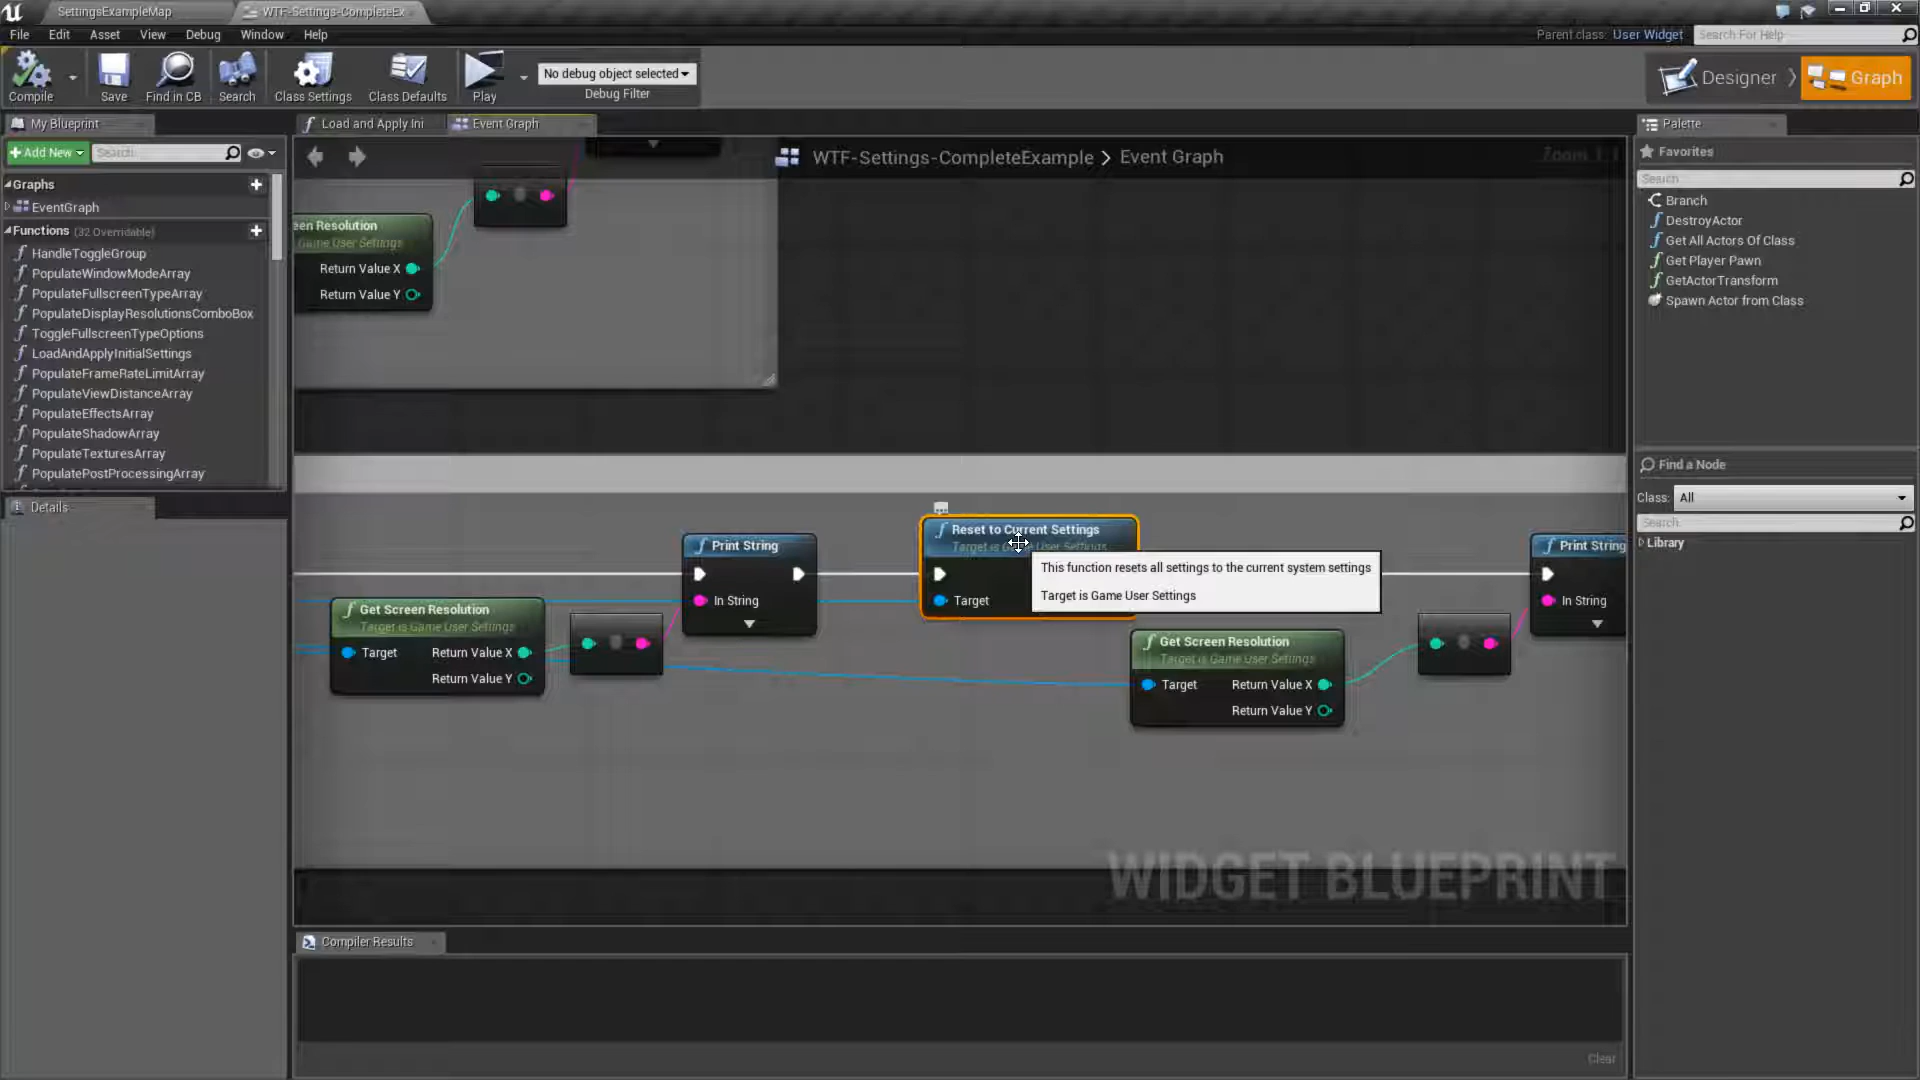 SettingsExampleMap
WTF-Settings-CompleteEx
File Edit Asset View Debug Window Help
Parent class: User Widget
Search For Help
Compile
Save
Find in CB
Search
Class Settings
Class Defaults
Play
No debug object selected
Debug Filter
Designer
Graph
My Blueprint
Load and Apply Ini
Event Graph
Palette
Add New
Search
WTF-Settings-CompleteExample > Event Graph
Zoom 1:1
Favorites
Search
Graphs
EventGraph
Functions (32 Overridable)
HandleToggleGroup
PopulateWindowModeArray
PopulateFullscreenTypeArray
PopulateDisplayResolutionsComboBox
ToggleFullscreenTypeOptions
LoadAndApplyInitialSettings
PopulateFrameRateLimitArray
PopulateViewDistanceArray
PopulateEffectsArray
PopulateShadowArray
PopulateTexturesArray
PopulatePostProcessingArray
Details
een Resolution
Game User Settings
Return Value X
Return Value Y
Branch
DestroyActor
Get All Actors Of Class
Get Player Pawn
GetActorTransform
Spawn Actor from Class
Find a Node
Class: All
Search
Library
Print String
In String
Get Screen Resolution
Target is Game User Settings
Target
Return Value X
Return Value Y
Reset to Current Settings
Target is Game User Settings
Target
This function resets all settings to the current system settings
Target is Game User Settings
Get Screen Resolution
Target is Game User Settings
Target
Return Value X
Return Value Y
Print String
In String
WIDGET BLUEPRINT
Compiler Results
Clear